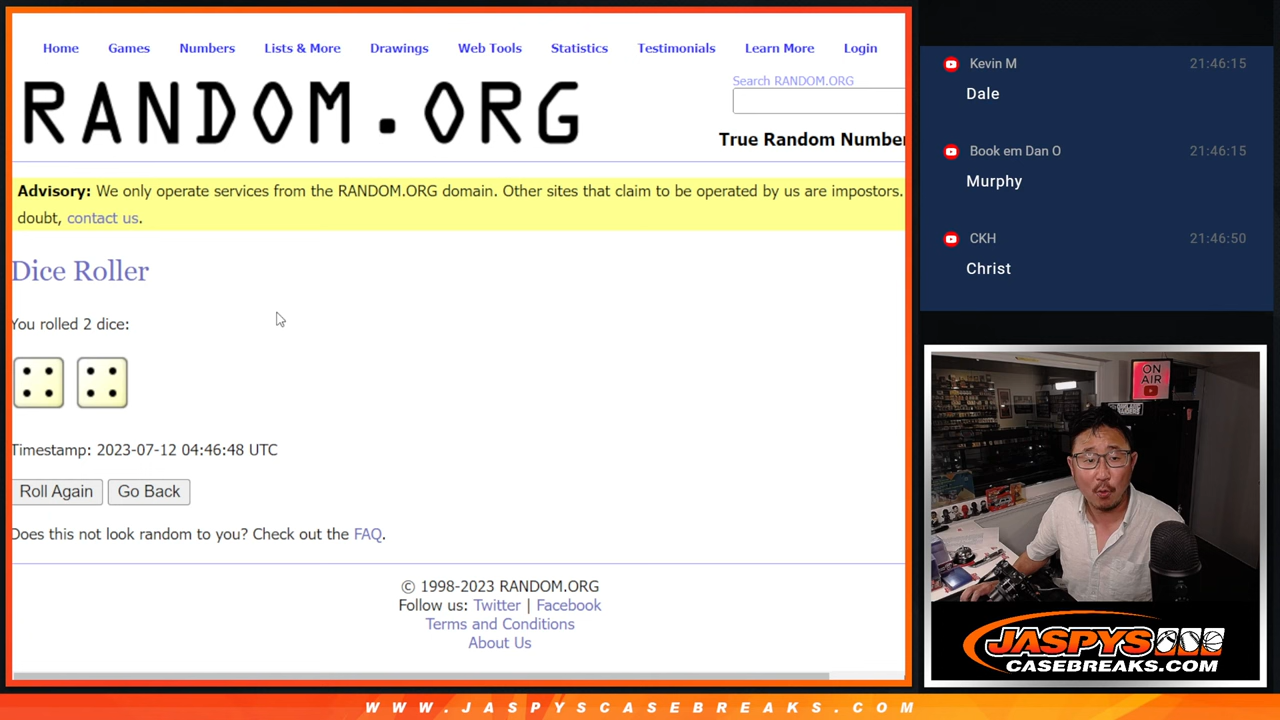 Home Games Numbers Lists & More Drawings Web Tools Statistics Testimonials Learn More Login
RANDOM.ORG
Search RANDOM.ORG
True Random Number
Advisory: We only operate services from the RANDOM.ORG domain. Other sites that claim to be operated by us are impostors.
doubt, contact us.
Dice Roller
You rolled 2 dice:
Timestamp: 2023-07-12 04:46:48 UTC
Roll Again Go Back
Does this not look random to you? Check out the FAQ.
© 1998-2023 RANDOM.ORG
Follow us: Twitter | Facebook
Terms and Conditions
About Us
Kevin M 21:46:15
Dale
Book em Dan O 21:46:15
Murphy
CKH 21:46:50
Christ
ON
AIR
JASPYS
CASEBREAKS.COM
WWW.JASPYSCASEBREAKS.COM